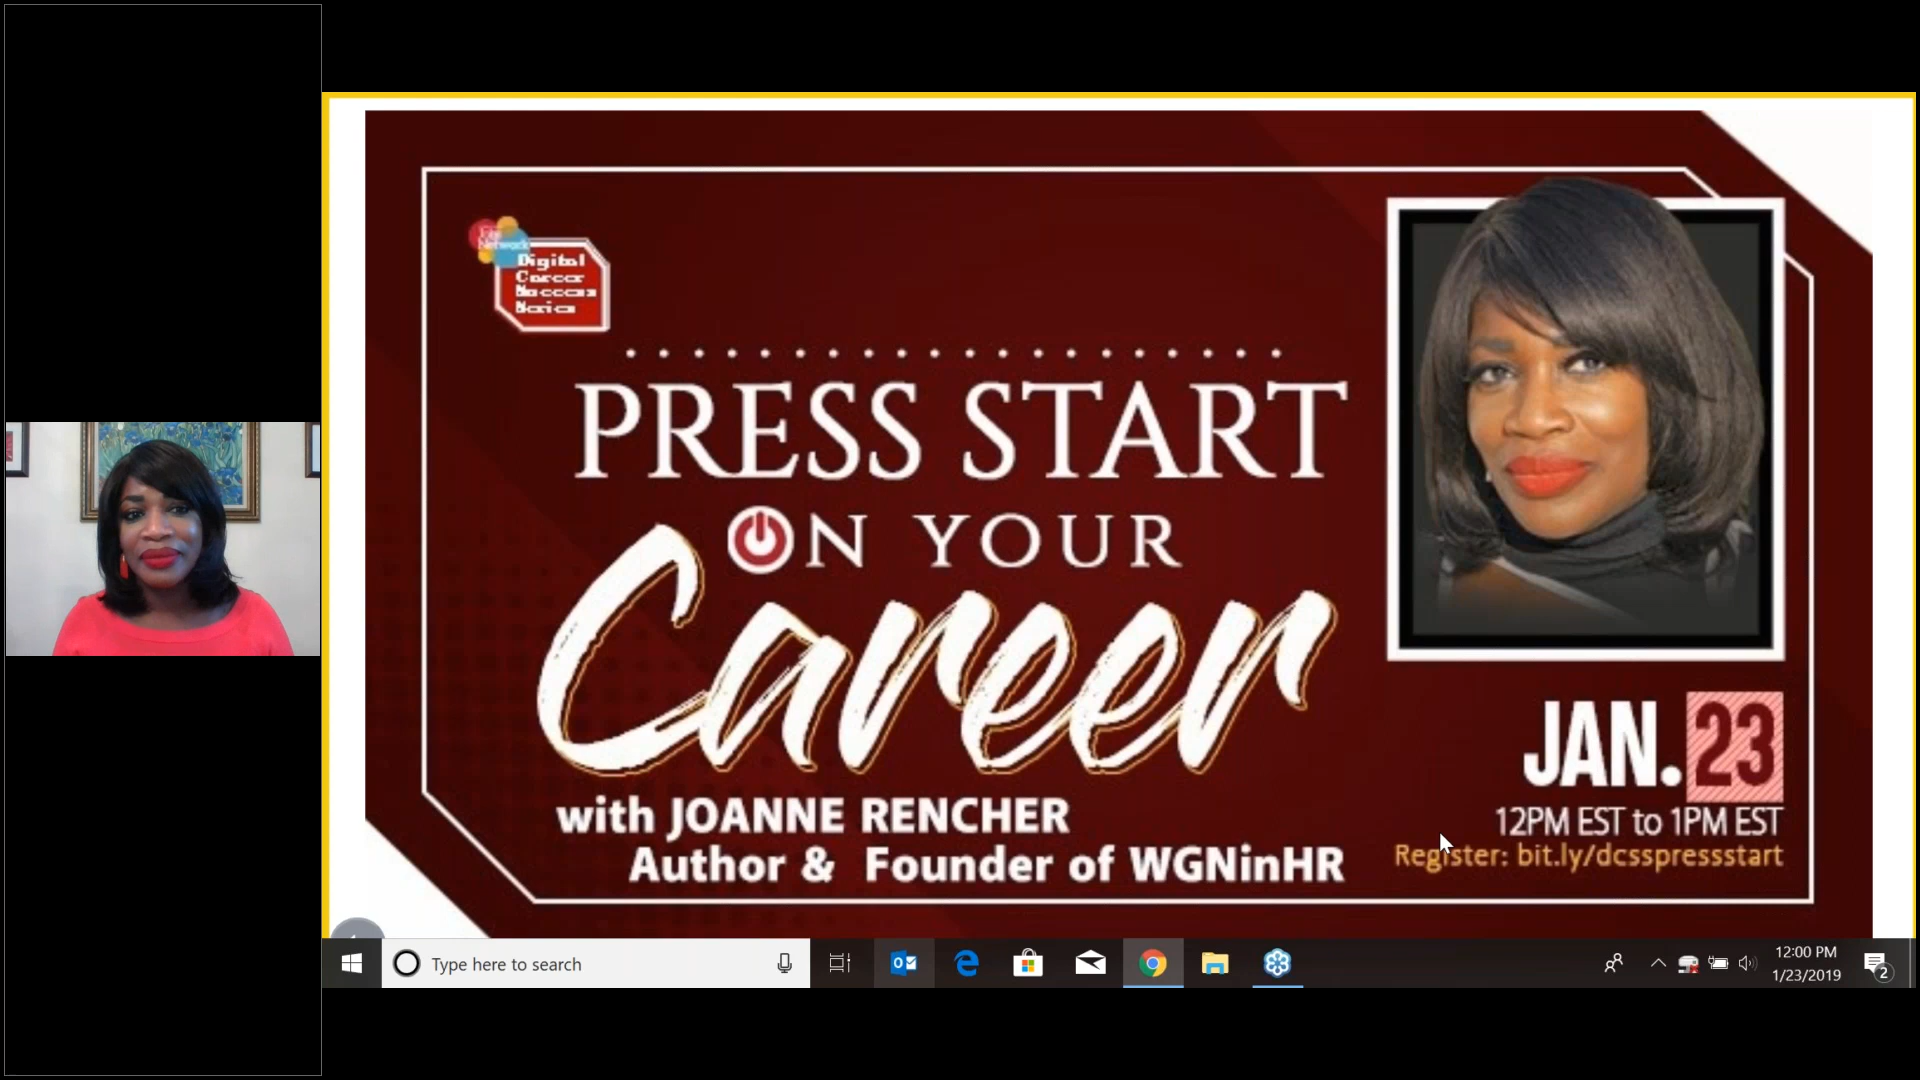 Digital
Career
Success
Series
PRESS START
ON YOUR
Career
with JOANNE RENCHER
Author & Founder of WGNinHR
JAN. 23
12PM EST to 1PM EST
Register: bit.ly/dcsspressstart
Type here to search
12:00 PM
1/23/2019
2